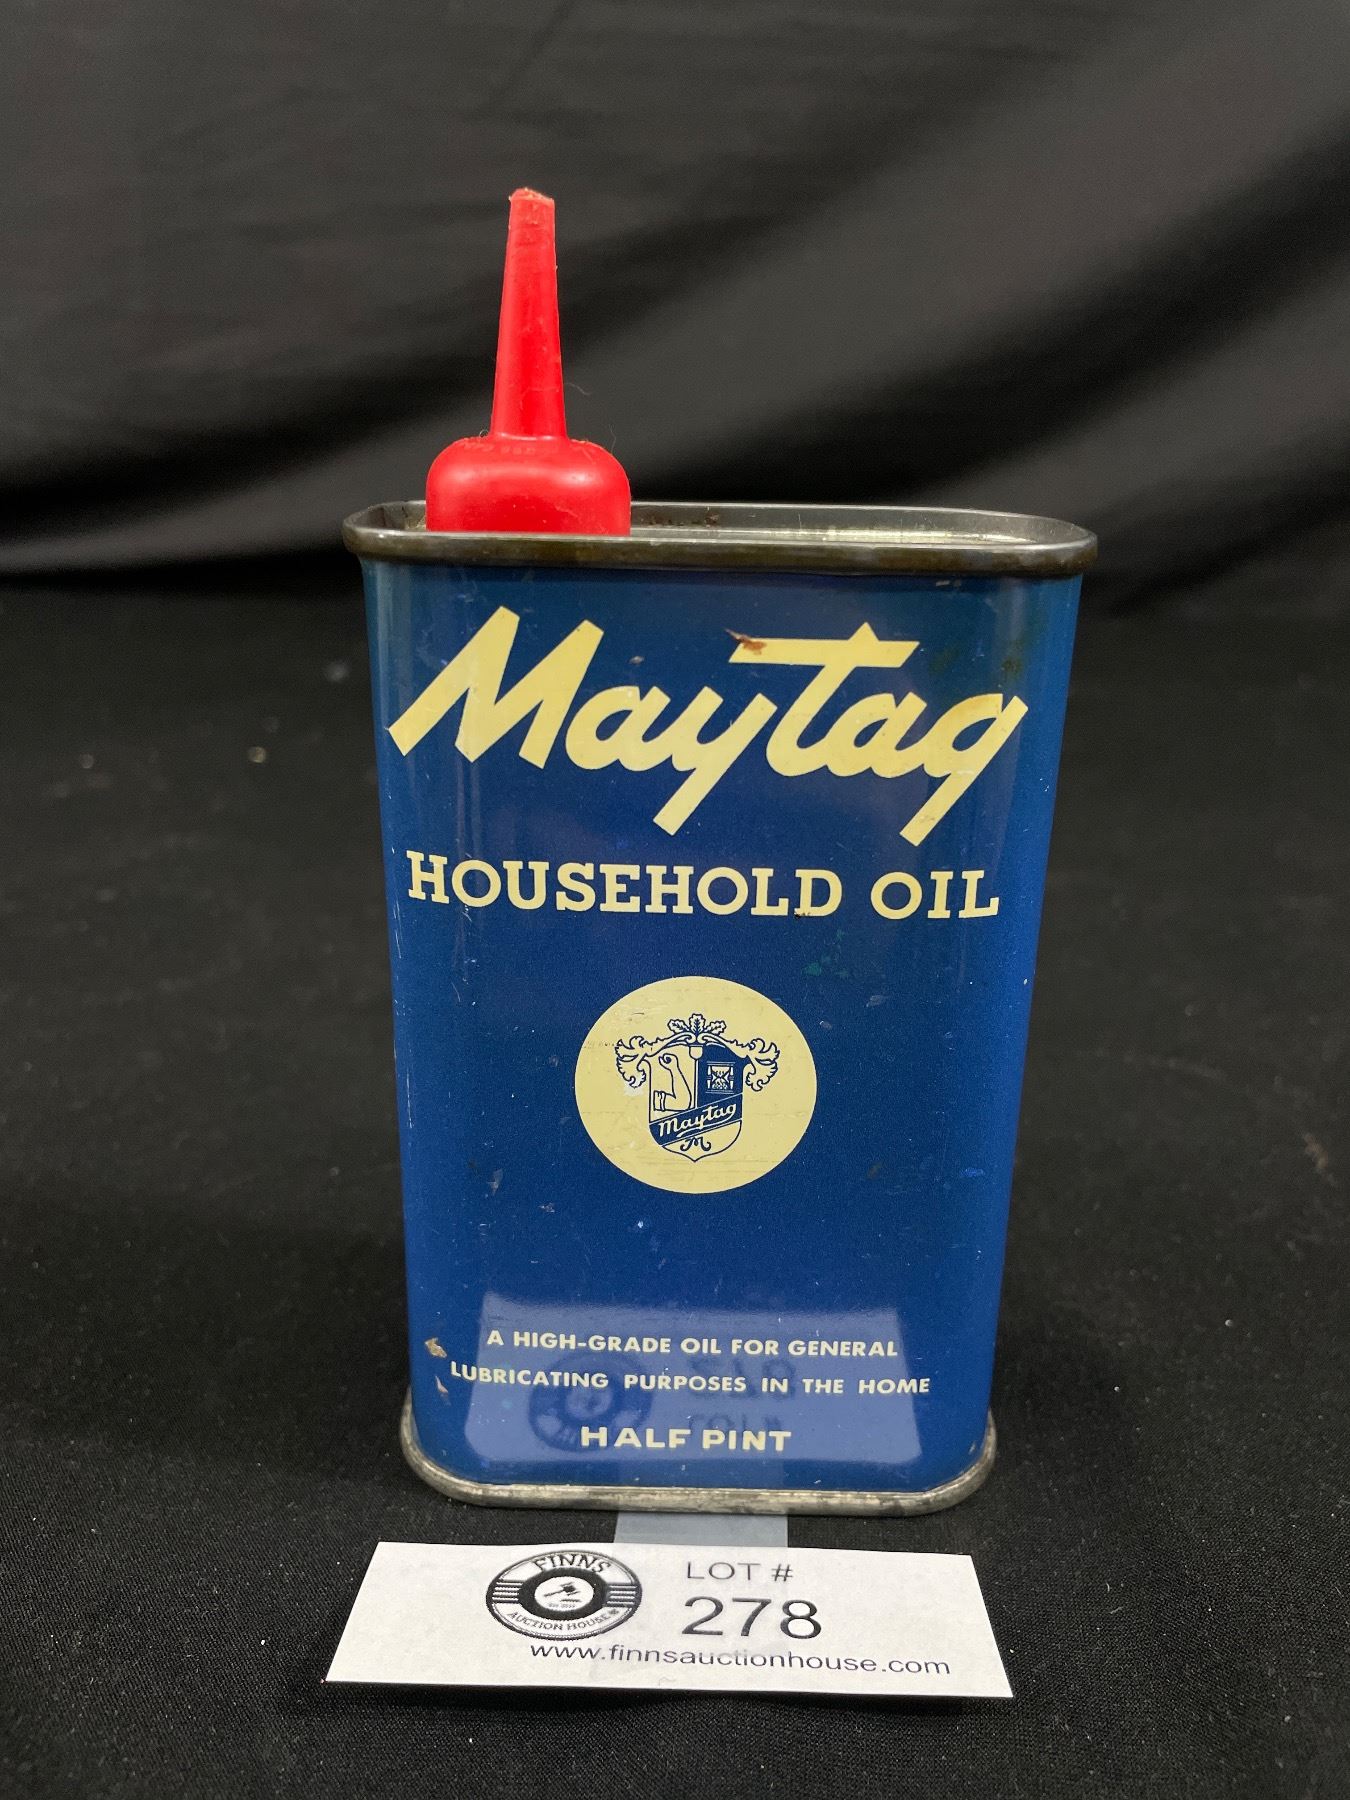 Maytag
HOUSEHOLD OIL
Maytag
M
A HIGH-GRADE OIL FOR GENERAL
LUBRICATING PURPOSES IN THE HOME
HALF PINT
FINNS
AUCTION HOUSE
LOT #
278
www.finnsauctionhouse.com